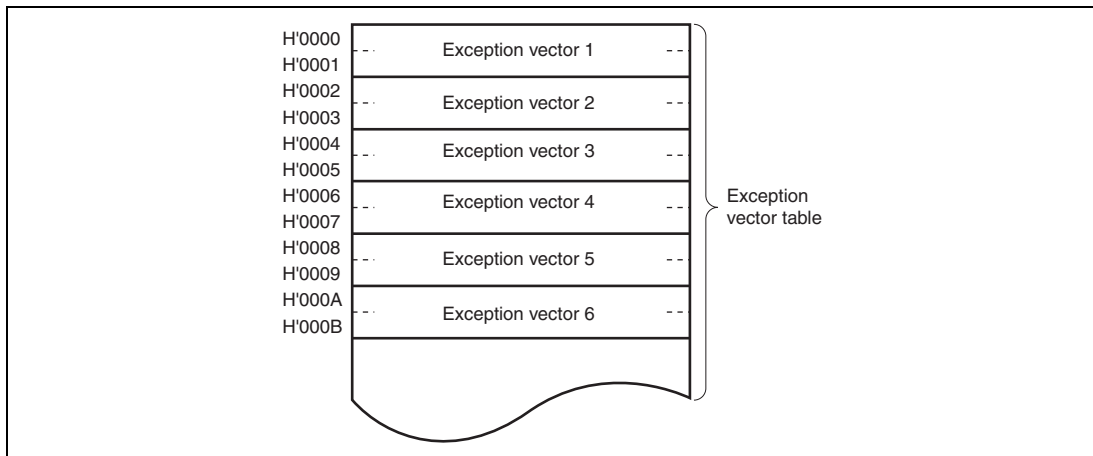 H'0000
H'0001
Exception vector 1
H'0002
H'0003
Exception vector 2
H'0004
H'0005
Exception vector 3
H'0006
H'0007
Exception vector 4
H'0008
H'0009
Exception vector 5
H'000A
H'000B
Exception vector 6
Exception
vector table